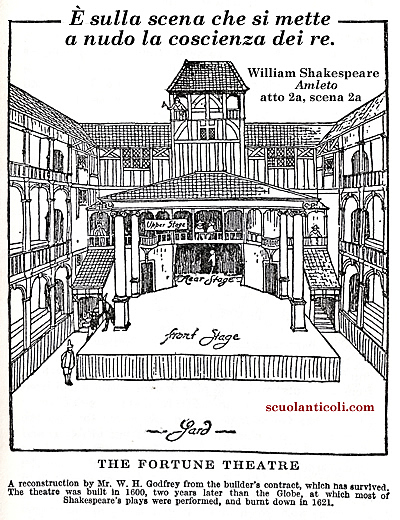 È sulla scena che si mette
a nudo la coscienza dei re.
William Shakespeare
Amleto
atto 2a, scena 2a
Upper Stage
Rear Stage
front Stage
scuolanticoli.com
Yard
THE FORTUNE THEATRE
A reconstruction by Mr. W. H. Godfrey from the builder's contract, which has survived.
The theatre was built in 1600, two years later than the Globe, at which most of
Shakespeare's plays were performed, and burnt down in 1621.